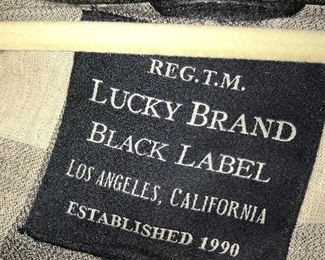 REG.T.M.
LUCKY BRAND
BLACK LABEL
LOS ANGELES, CALIFORNIA
ESTABLISHED 1990